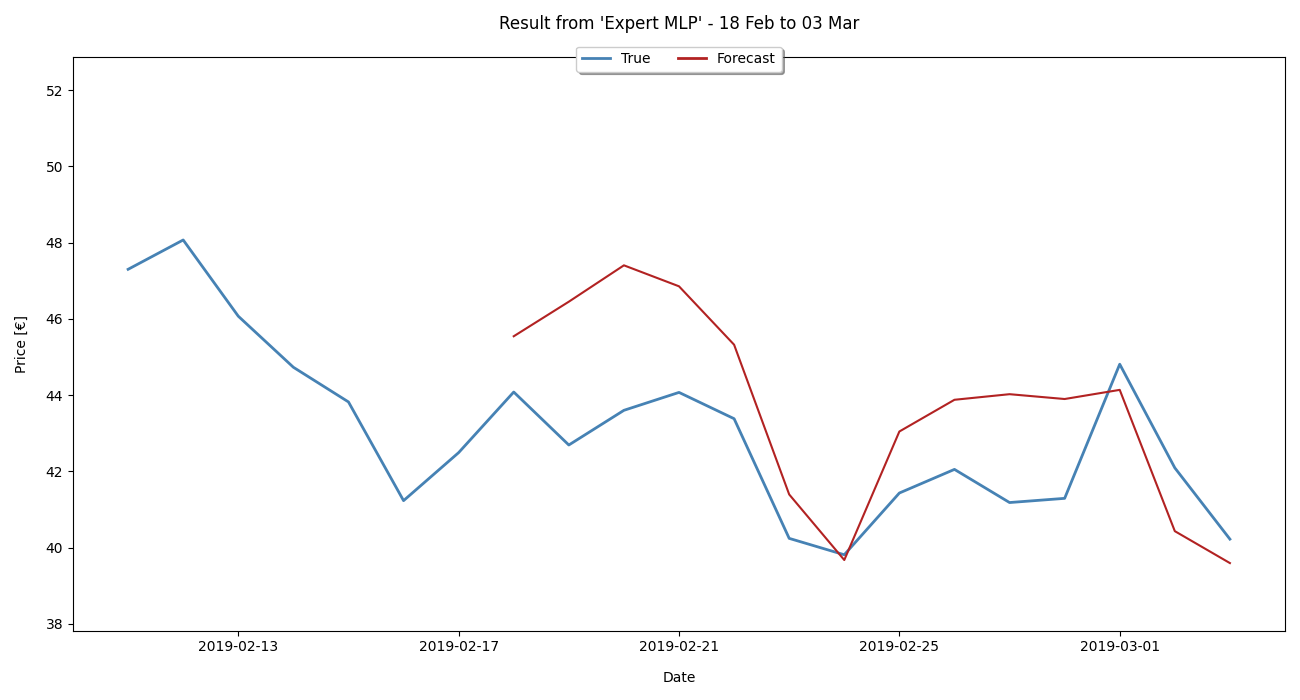 Result from 'Expert MLP' - 18 Feb to 03 Mar
True
Forecast
52
50
48
46
44
42
40
38
Price [€]
2019-02-13
2019-02-17
2019-02-21
2019-02-25
2019-03-01
Date